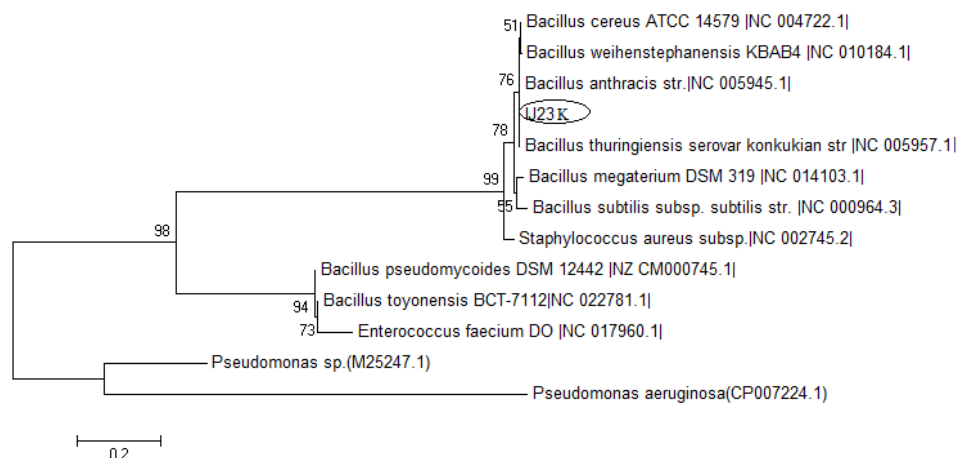 51
Bacillus cereus ATCC 14579 |NC 004722.1|
Bacillus weihenstephanensis KBAB4 |NC 010184.1|
76
Bacillus anthracis str.|NC 005945.1|
IJ23K
78
Bacillus thuringiensis serovar konkukian str |NC 005957.1|
99
Bacillus megaterium DSM 319 |NC 014103.1|
55
Bacillus subtilis subsp. subtilis str. |NC 000964.3|
98
Staphylococcus aureus subsp.|NC 002745.2|
Bacillus pseudomycoides DSM 12442 |NZ CM000745.1|
94
Bacillus toyonensis BCT-7112|NC 022781.1|
73
Enterococcus faecium DO |NC 017960.1|
Pseudomonas sp.(M25247.1)
Pseudomonas aeruginosa(CP007224.1)
0.2